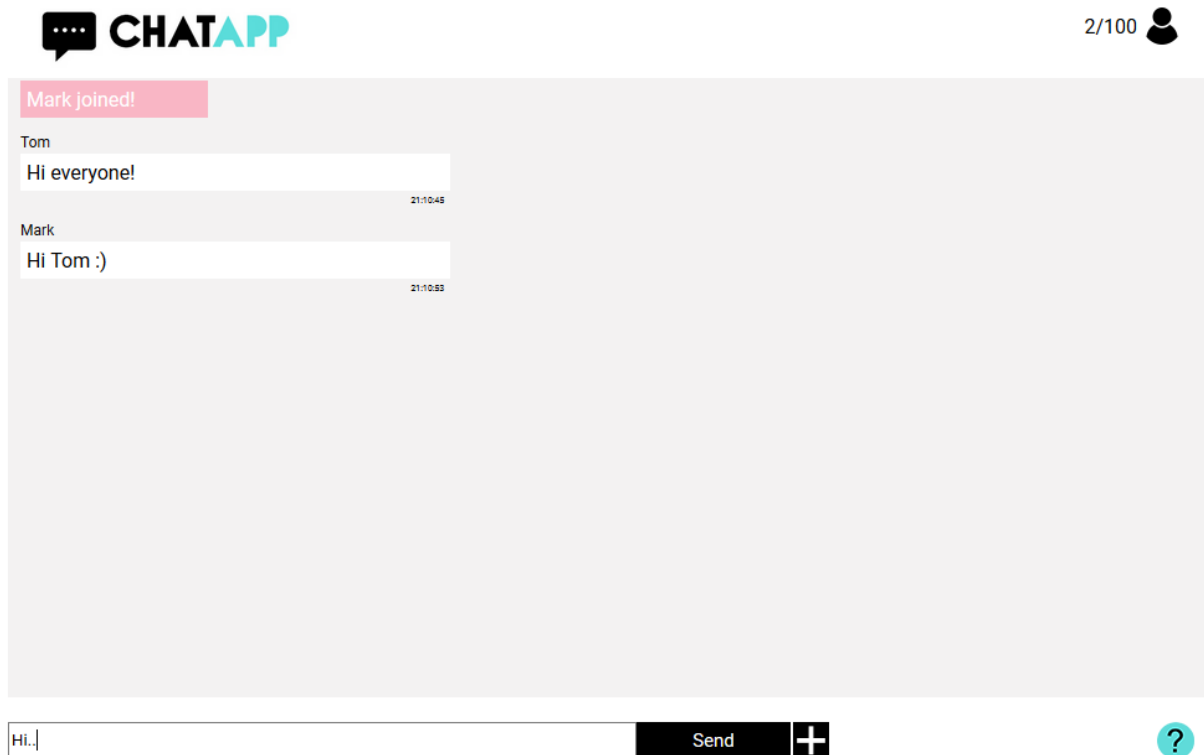 CHATAPP
2/100
Mark joined!
Tom
Hi everyone!
21:10:45
Mark
Hi Tom :)
21:10:53
Hi..
Send
?